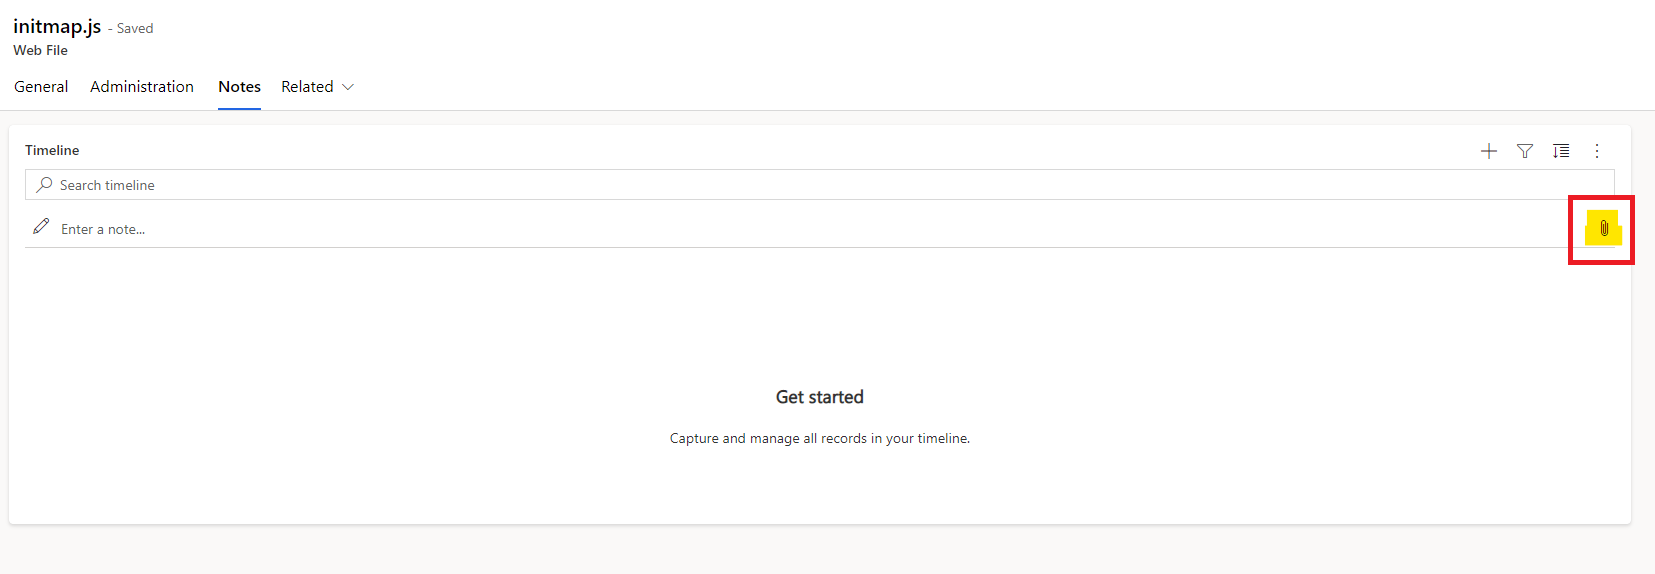 initmap.js - Saved
Web File
General Administration Notes Related
Timeline
Search timeline
Enter a note...
Get started
Capture and manage all records in your timeline.